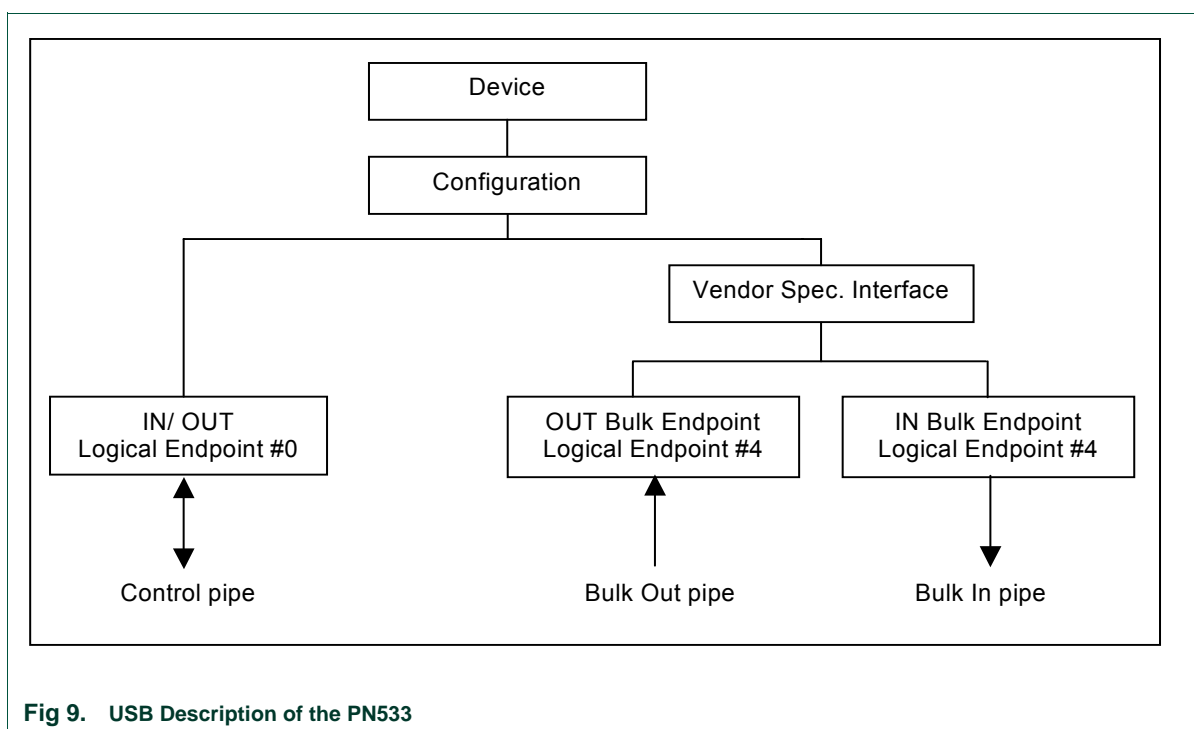 Device
Configuration
Vendor Spec. Interface
IN/ OUT
Logical Endpoint #0
OUT Bulk Endpoint
Logical Endpoint #4
IN Bulk Endpoint
Logical Endpoint #4
Control pipe
Bulk Out pipe
Bulk In pipe
Fig 9. USB Description of the PN533